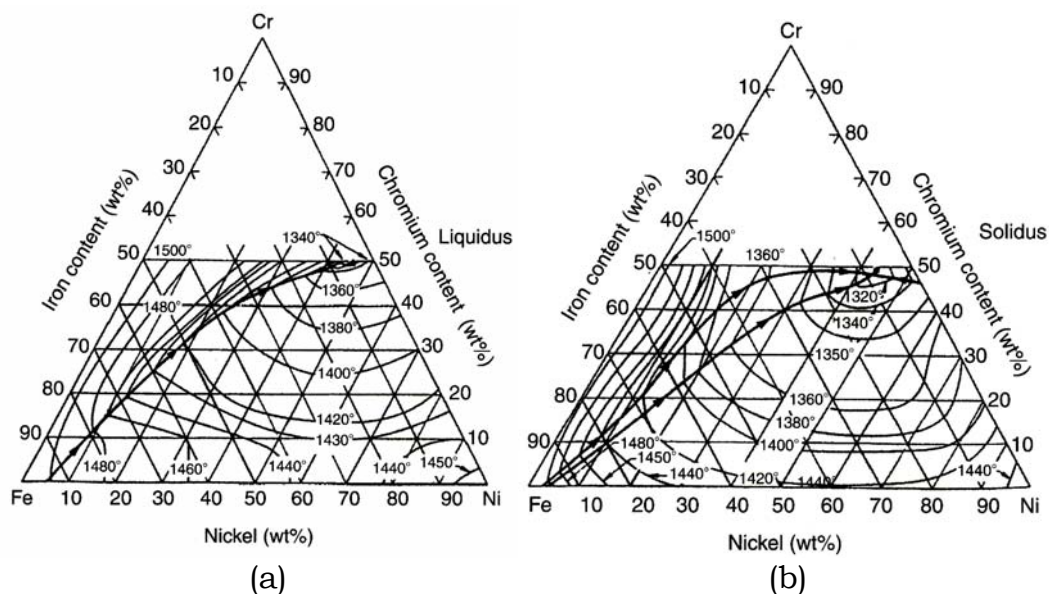 Cr
10 90
20 80
30 70
40 60
Iron content (wt%)
Chromium content (wt%)
Liquidus
1340°
50 1500° 50
1360°
60 1480° 40
1380°
70 30
1400°
80 20
1420°
90 1430° 10
1480° 1460° 1440° 1440° 1450°
Fe 10 20 30 40 50 60 70 80 90 Ni
Nickel (wt%)
(a)
Cr
10 90
20 80
30 70
40 60
Iron content (wt%)
Chromium content (wt%)
Solidus
1500° 1360°
50 50
1320°
60 40
1340°
70 1350° 30
80 1360° 20
1380°
90 1480° 1400° 10
1450° 1440° 1420° 1440° 1440°
Fe 10 20 30 40 50 60 70 80 90 Ni
Nickel (wt%)
(b)